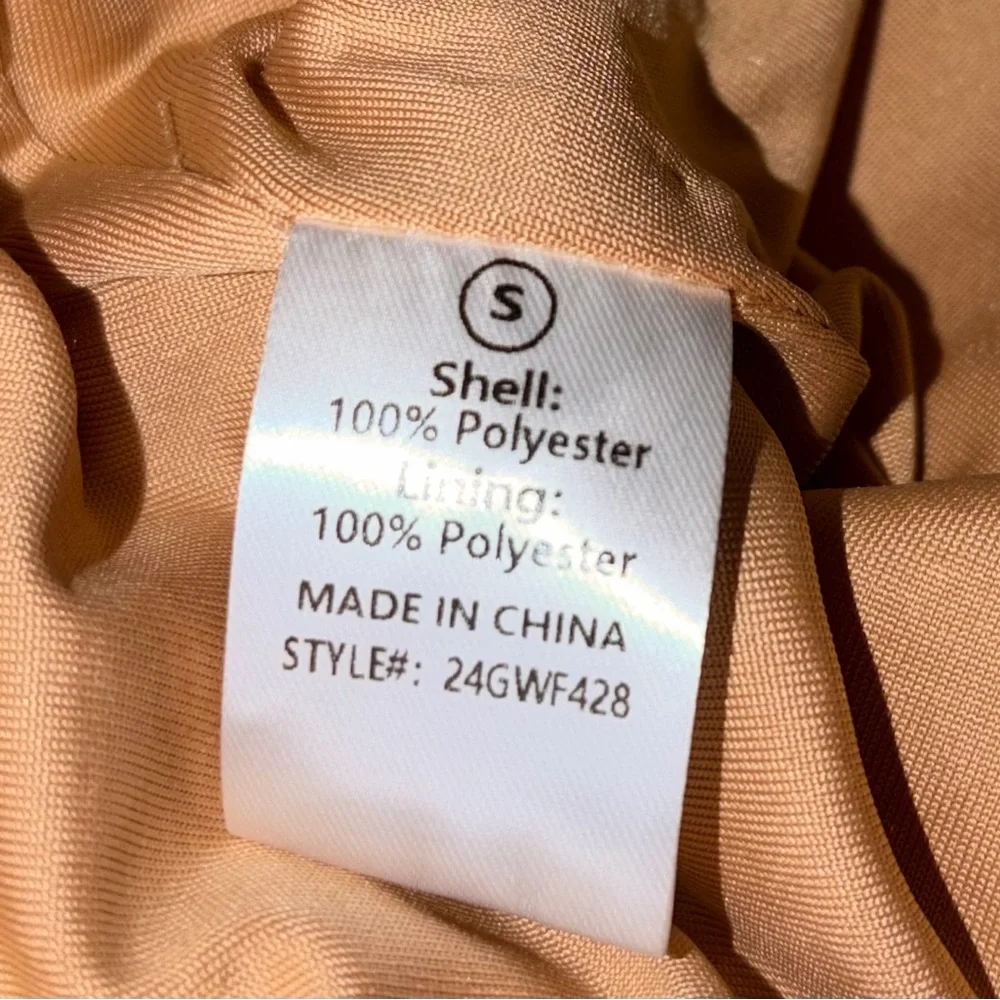 S
Shell:
100% Polyester
Lining:
100% Polyester
MADE IN CHINA
STYLE#: 24GWF428